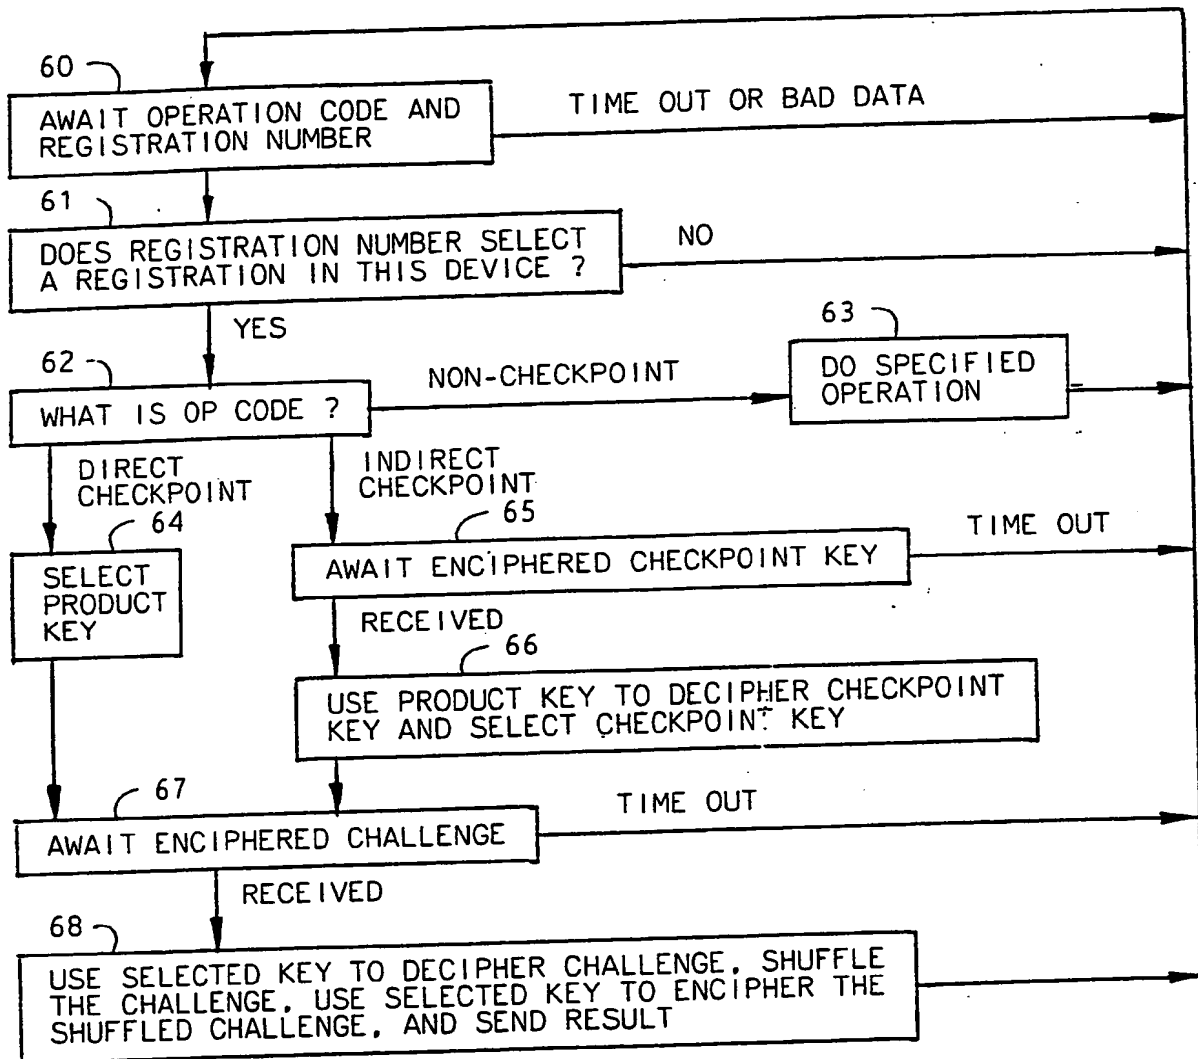 60
AWAIT OPERATION CODE AND
REGISTRATION NUMBER
TIME OUT OR BAD DATA
61
DOES REGISTRATION NUMBER SELECT
A REGISTRATION IN THIS DEVICE ?
NO
YES
62
WHAT IS OP CODE ?
NON-CHECKPOINT
63
DO SPECIFIED
OPERATION
DIRECT
CHECKPOINT
INDIRECT
CHECKPOINT
64
SELECT
PRODUCT
KEY
65
AWAIT ENCIPHERED CHECKPOINT KEY
TIME OUT
RECEIVED
66
USE PRODUCT KEY TO DECIPHER CHECKPOINT
KEY AND SELECT CHECKPOINT KEY
67
AWAIT ENCIPHERED CHALLENGE
TIME OUT
RECEIVED
68
USE SELECTED KEY TO DECIPHER CHALLENGE, SHUFFLE
THE CHALLENGE, USE SELECTED KEY TO ENCIPHER THE
SHUFFLED CHALLENGE, AND SEND RESULT